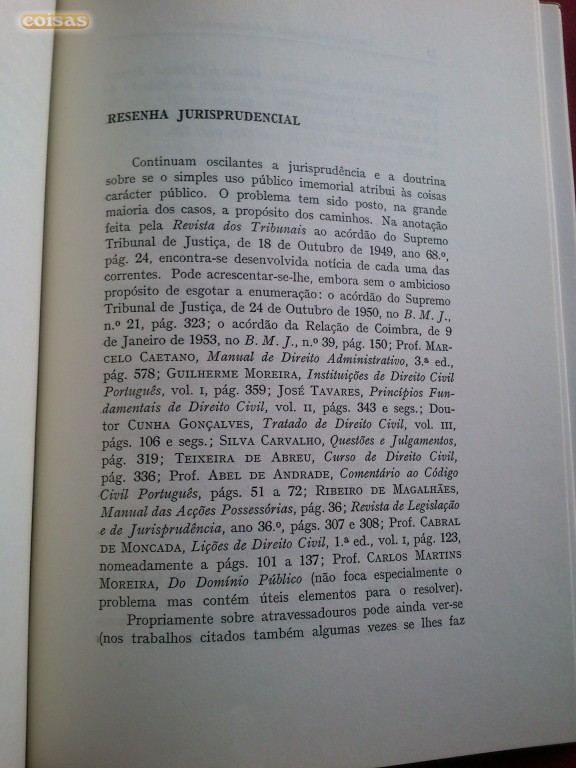 coisas
RESENHA JURISPRUDENCIAL
Continuam oscilantes a jurisprudência e a doutrina
sobre se o simples uso público imemorial atribui às coisas
carácter público. O problema tem sido posto, na grande
maioria dos casos, a propósito dos caminhos. Na anotação
feita pela Revista dos Tribunais ao acórdão do Supremo
Tribunal de Justiça, de 18 de Outubro de 1949, ano 68.º,
pág. 24, encontra-se desenvolvida notícia de cada uma das
correntes. Pode acrescentar-se-lhe, embora sem o ambicioso
propósito de esgotar a enumeração: o acórdão do Supremo
Tribunal de Justiça, de 24 de Outubro de 1950, no B. M. J.,
n.º 21, pág. 323; o acórdão da Relação de Coimbra, de 9
de Janeiro de 1953, no B. M. J., n.º 39, pág. 150; Prof. MAR-
CELO CAETANO, Manual de Direito Administrativo, 3.ª ed.,
pág. 578; GUILHERME MOREIRA, Instituições de Direito Civil
Português, vol. I, pág. 359; JOSÉ TAVARES, Princípios Fun-
damentais de Direito Civil, vol. II, págs. 343 e segs.; Dou-
tor CUNHA GONÇALVES, Tratado de Direito Civil, vol. III,
págs. 106 e segs.; SILVA CARVALHO, Questões e Julgamentos,
pág. 319; TEIXEIRA DE ABREU, Curso de Direito Civil,
pág. 336; Prof. ABEL DE ANDRADE, Comentário ao Código
Civil Português, págs. 51 a 72; RIBEIRO DE MAGALHÃES,
Manual das Acções Possessórias, pág. 36; Revista de Legislação
e de Jurisprudência, ano 36.º, págs. 307 e 308; Prof. CABRAL
DE MONCADA, Lições de Direito Civil, 1.ª ed., vol. I, pág. 123,
nomeadamente a págs. 101 a 137; Prof. CARLOS MARTINS
MOREIRA, Do Domínio Público (não foca especialmente o
problema mas contém úteis elementos para o resolver).
Propriamente sobre atravessadouros pode ainda ver-se
(nos trabalhos citados também algumas vezes se lhes faz